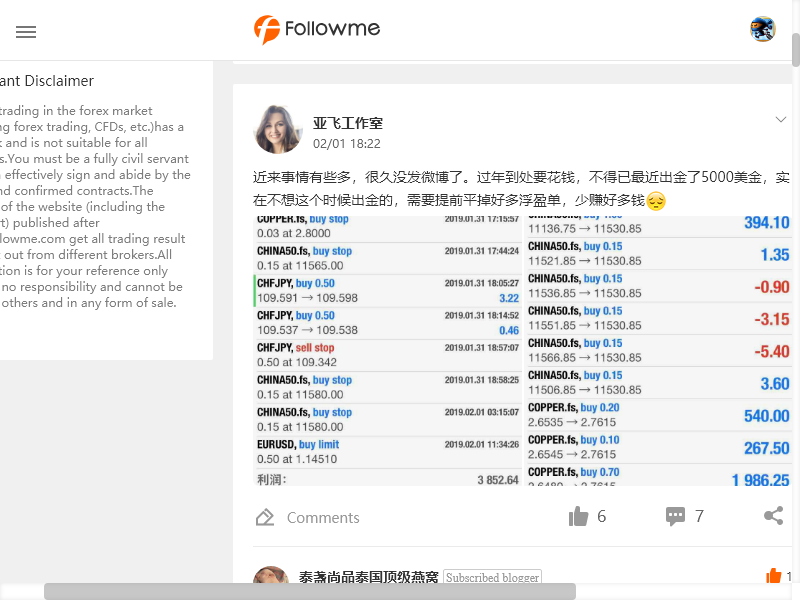 Followme
ant Disclaimer
trading in the forex market
ng forex trading, CFDs, etc.)has a
k and is not suitable for all
s.You must be a fully civil servant
effectively sign and abide by the
nd confirmed contracts.The
of the website (including the
rt) published after
lowme.com get all trading result
out from different brokers.All
tion is for your reference only
no responsibility and cannot be
others and in any form of sale.
亚飞工作室
02/01 18:22
近来事情有些多，很久没发微博了。过年到处要花钱，不得已最近出金了5000美金，实
在不想这个时候出金的，需要提前平掉好多浮盈单，少赚好多钱
COPPER.fs, buy stop 2019.01.31 17:15:57
0.03 at 2.8000
CHINA50.fs, buy stop 2019.01.31 17:44:24
0.15 at 11565.00
CHFJPY, buy 0.50 2019.01.31 18:05:27
109.591 → 109.598 3.22
CHFJPY, buy 0.50 2019.01.31 18:14:52
109.537 → 109.538 0.46
CHFJPY, sell stop 2019.01.31 18:57:07
0.50 at 109.342
CHINA50.fs, buy stop 2019.01.31 18:58:25
0.15 at 11580.00
CHINA50.fs, buy stop 2019.02.01 03:15:07
0.15 at 11580.00
EURUSD, buy limit 2019.02.01 11:34:26
0.50 at 1.14510
利润: 3 852.64
11136.75 → 11530.85 394.10
CHINA50.fs, buy 0.15
11521.85 → 11530.85 1.35
CHINA50.fs, buy 0.15
11536.85 → 11530.85 -0.90
CHINA50.fs, buy 0.15
11551.85 → 11530.85 -3.15
CHINA50.fs, buy 0.15
11566.85 → 11530.85 -5.40
CHINA50.fs, buy 0.15
11506.85 → 11530.85 3.60
COPPER.fs, buy 0.20
2.6535 → 2.7615 540.00
COPPER.fs, buy 0.10
2.6545 → 2.7615 267.50
COPPER.fs, buy 0.70
1 986.25
Comments 6 7
泰盏尚品泰国顶级燕窝 Subscribed blogger 1